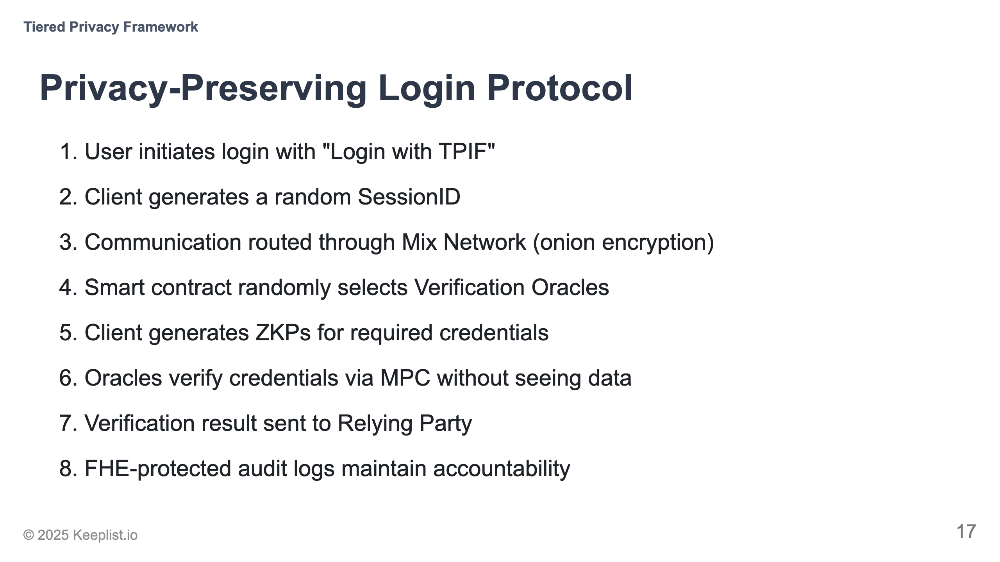 Tiered Privacy Framework
Privacy-Preserving Login Protocol
1. User initiates login with "Login with TPIF"
2. Client generates a random SessionID
3. Communication routed through Mix Network (onion encryption)
4. Smart contract randomly selects Verification Oracles
5. Client generates ZKPs for required credentials
6. Oracles verify credentials via MPC without seeing data
7. Verification result sent to Relying Party
8. FHE-protected audit logs maintain accountability
© 2025 Keeplist.io
17